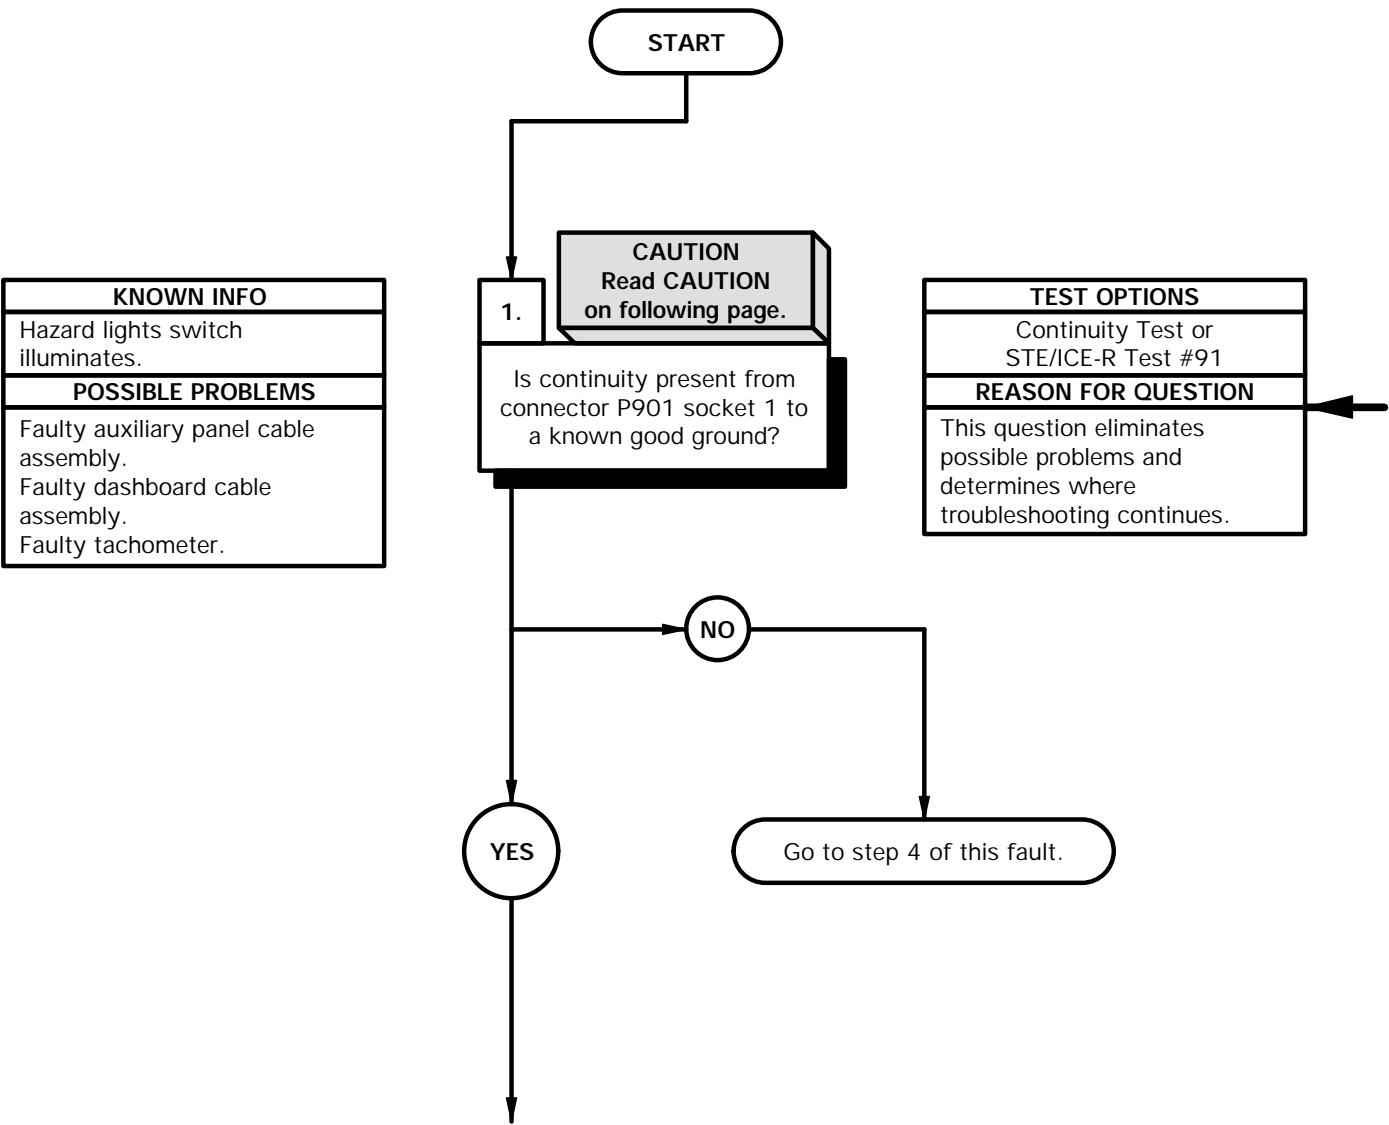 START
CAUTION
Read CAUTION
on following page.
1.
Is continuity present from
connector P901 socket 1 to
a known good ground?
KNOWN INFO
Hazard lights switch
illuminates.
POSSIBLE PROBLEMS
Faulty auxiliary panel cable
assembly.
Faulty dashboard cable
assembly.
Faulty tachometer.
TEST OPTIONS
Continuity Test or
STE/ICE-R Test #91
REASON FOR QUESTION
This question eliminates
possible problems and
determines where
troubleshooting continues.
NO
YES
Go to step 4 of this fault.